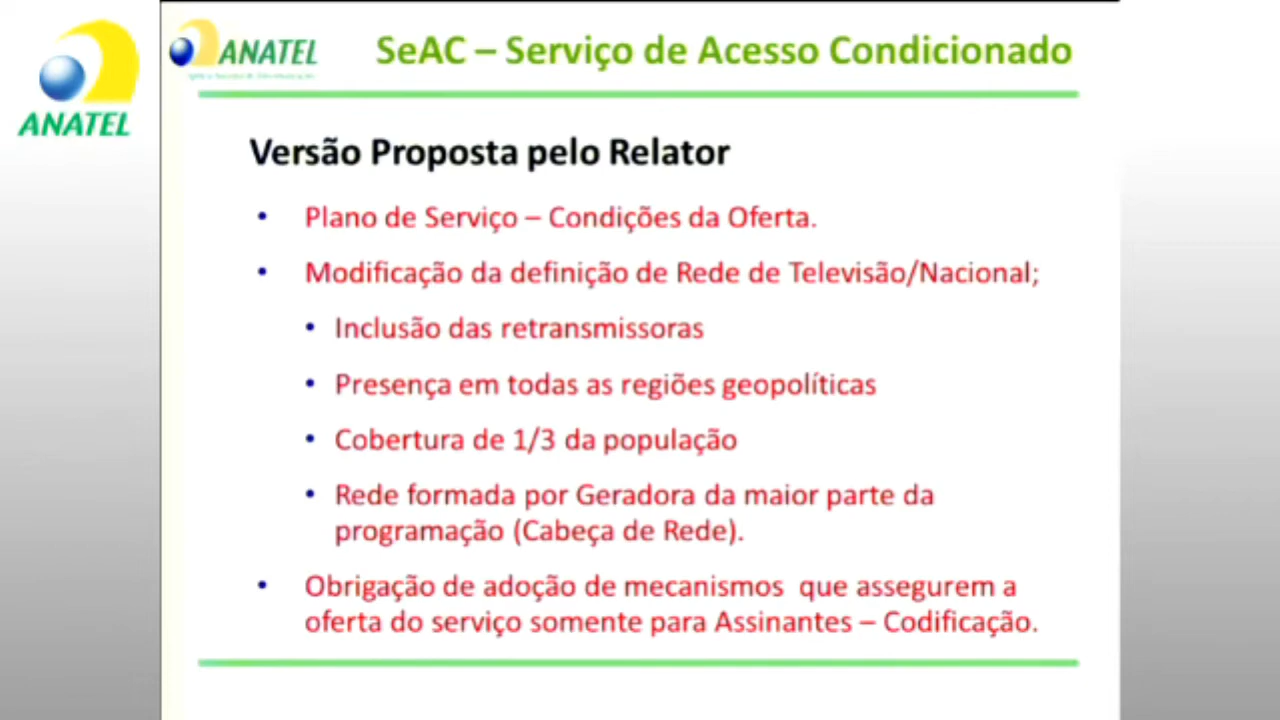 ANATEL
ANATEL
SeAC – Serviço de Acesso Condicionado
Versão Proposta pelo Relator
• Plano de Serviço – Condições da Oferta.
• Modificação da definição de Rede de Televisão/Nacional;
• Inclusão das retransmissoras
• Presença em todas as regiões geopolíticas
• Cobertura de 1/3 da população
• Rede formada por Geradora da maior parte da
programação (Cabeça de Rede).
• Obrigação de adoção de mecanismos que assegurem a
oferta do serviço somente para Assinantes – Codificação.